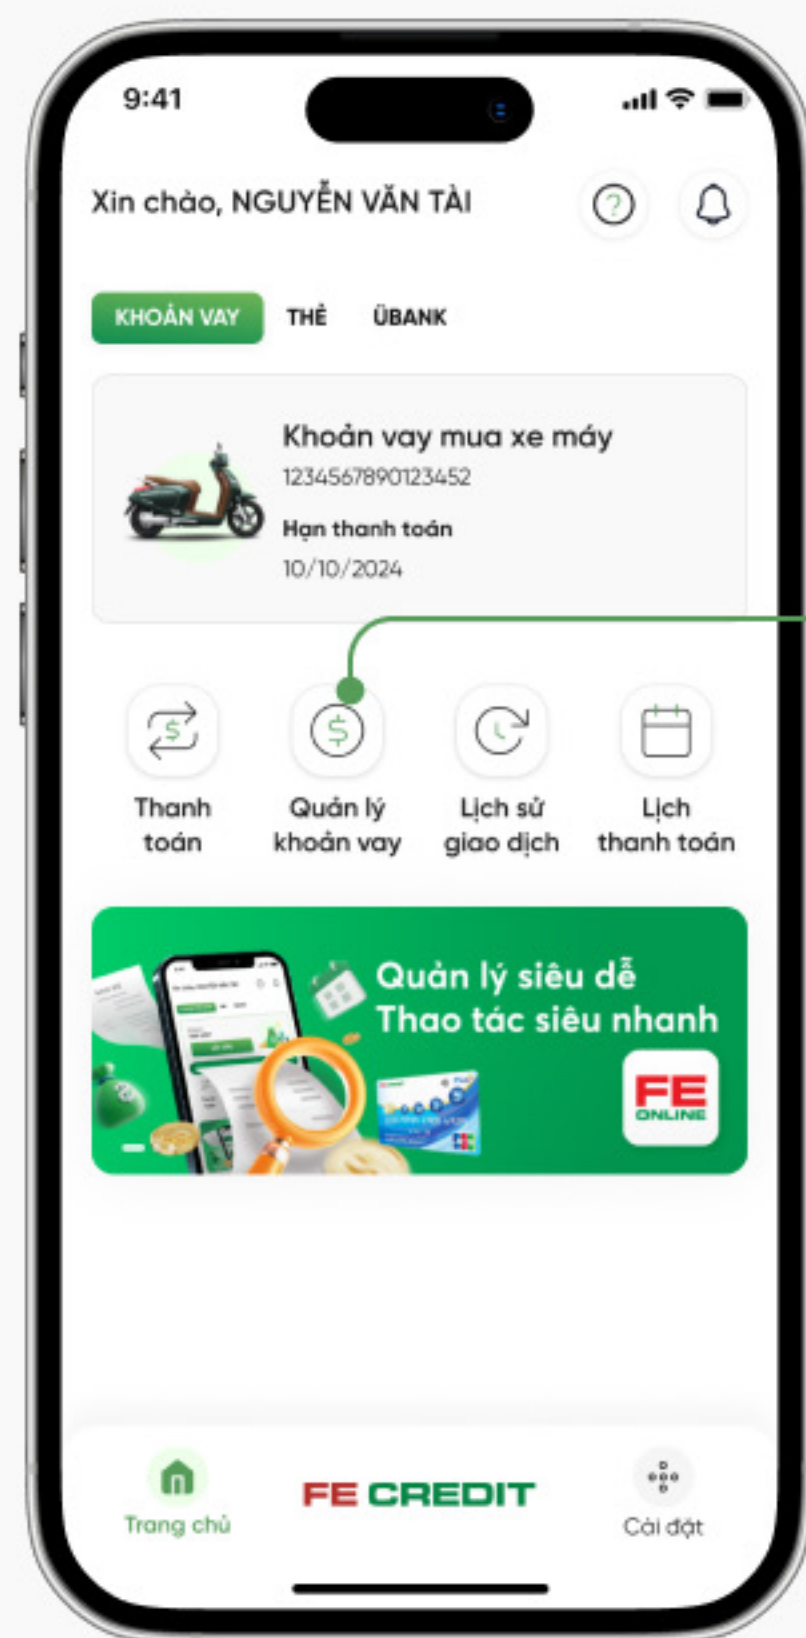 9:41
Xin chào, NGUYỄN VĂN TÀI
KHOẢN VAY THẺ ÜBANK
Khoản vay mua xe máy
1234567890123452
Hạn thanh toán
10/10/2024
Thanh toán
Quản lý khoản vay
Lịch sử giao dịch
Lịch thanh toán
Quản lý siêu dễ
Thao tác siêu nhanh
FE
ONLINE
JCB
Trang chủ
FE CREDIT
Cài đặt